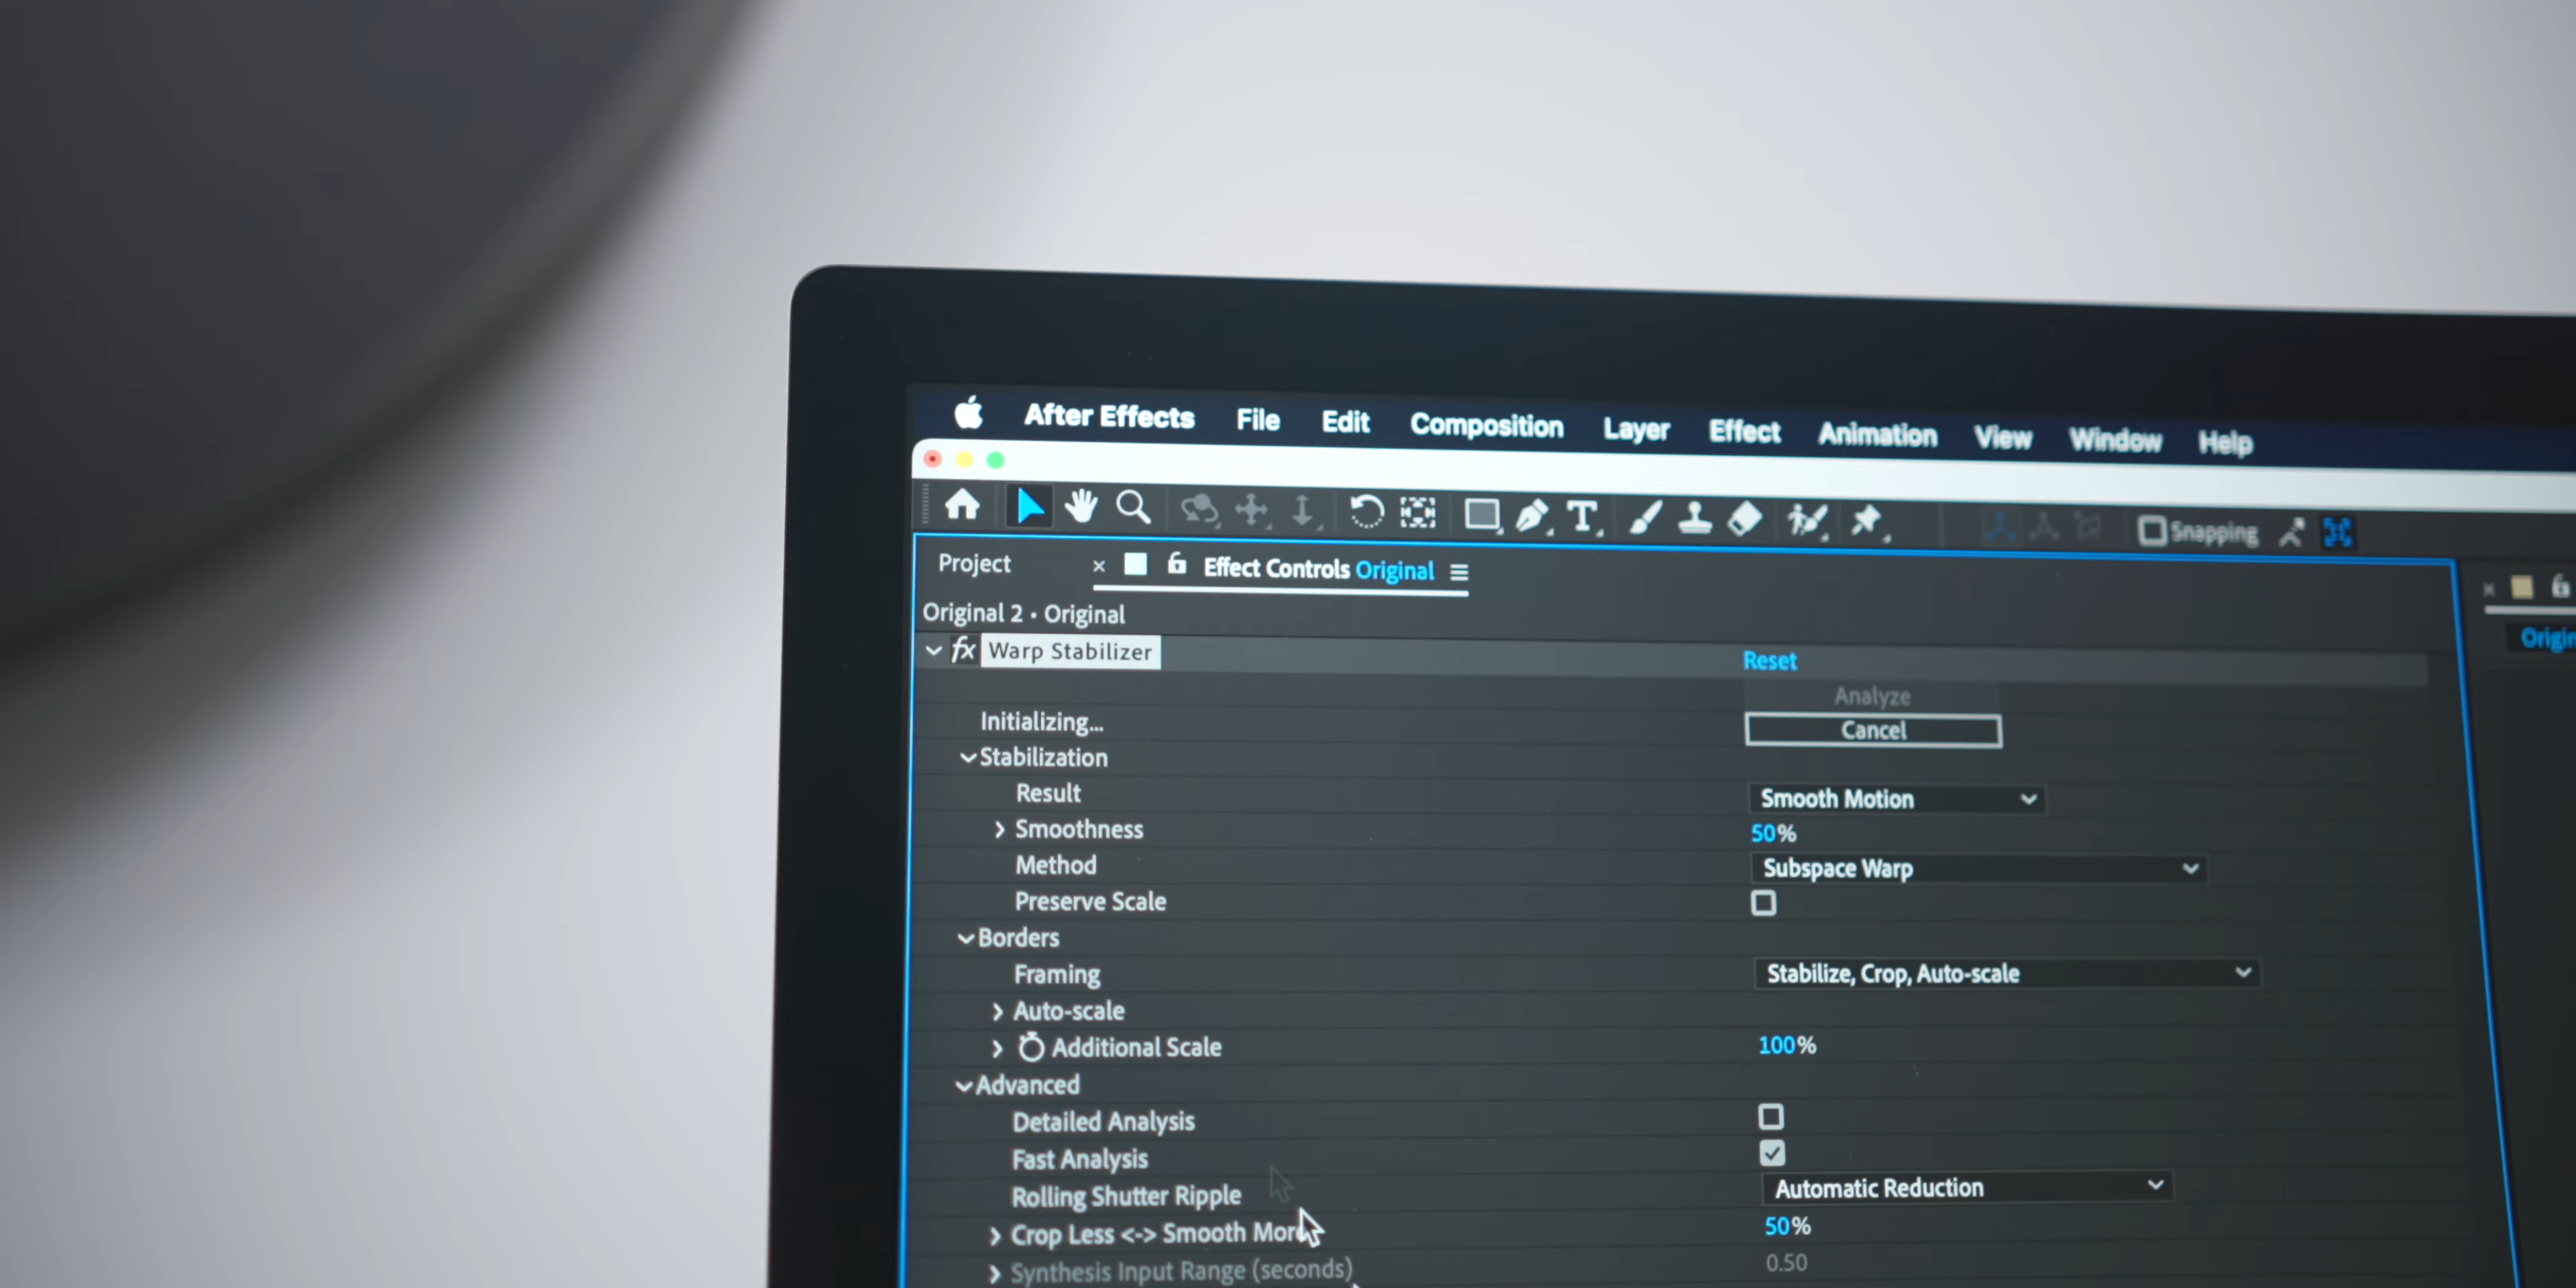 After Effects File Edit Composition Layer Effect Animation View Window Help
Snapping
Project × Effect Controls Original
Original 2 • Original
fx Warp Stabilizer Reset
Analyze
Initializing... Cancel
Stabilization
Result Smooth Motion
Smoothness 50%
Method Subspace Warp
Preserve Scale
Borders
Framing Stabilize, Crop, Auto-scale
Auto-scale
Additional Scale 100%
Advanced
Detailed Analysis
Fast Analysis
Rolling Shutter Ripple Automatic Reduction
Crop Less <-> Smooth More 50%
Synthesis Input Range (seconds) 0.50